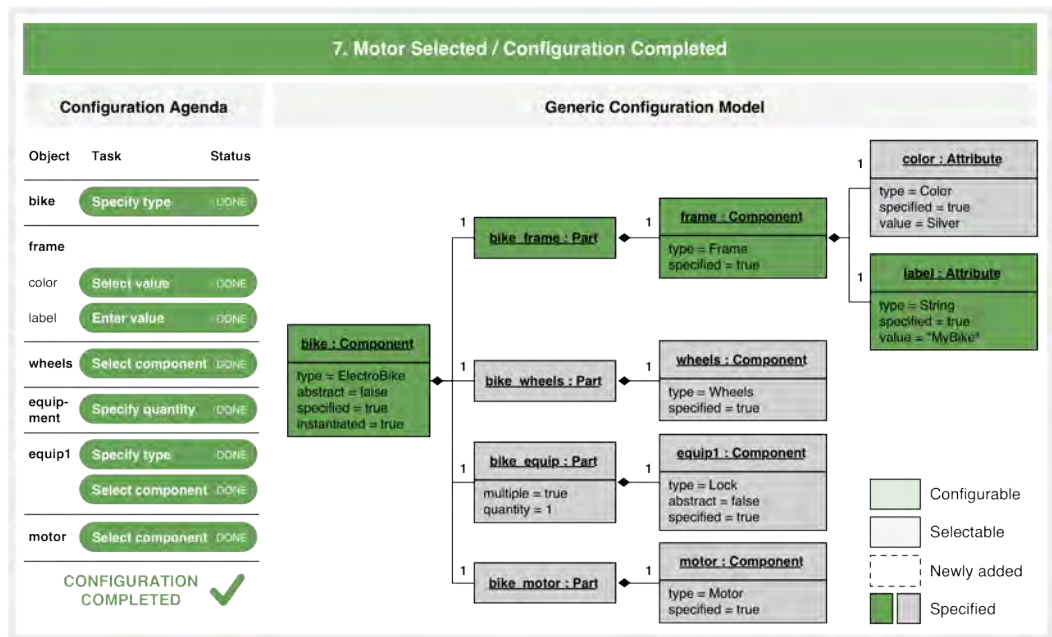 7. Motor Selected / Configuration Completed
Configuration Agenda
Object Task Status
bike Specify type DONE
frame
color Select value DONE
label Enter value DONE
wheels Select component DONE
equip-
ment Specify quantity DONE
equip1 Specify type DONE
Select component DONE
motor Select component DONE
CONFIGURATION
COMPLETED
Generic Configuration Model
bike : Component
type = ElectroBike
abstract = false
specified = true
instantiated = true
1
bike_frame : Part
1
frame : Component
type = Frame
specified = true
1
color : Attribute
type = Color
specified = true
value = Silver
1
label : Attribute
type = String
specified = true
value = "MyBike"
1
bike_wheels : Part
1
wheels : Component
type = Wheels
specified = true
1
bike_equip : Part
multiple = true
quantity = 1
1
equip1 : Component
type = Lock
abstract = false
specified = true
1
bike_motor : Part
1
motor : Component
type = Motor
specified = true
Configurable
Selectable
Newly added
Specified